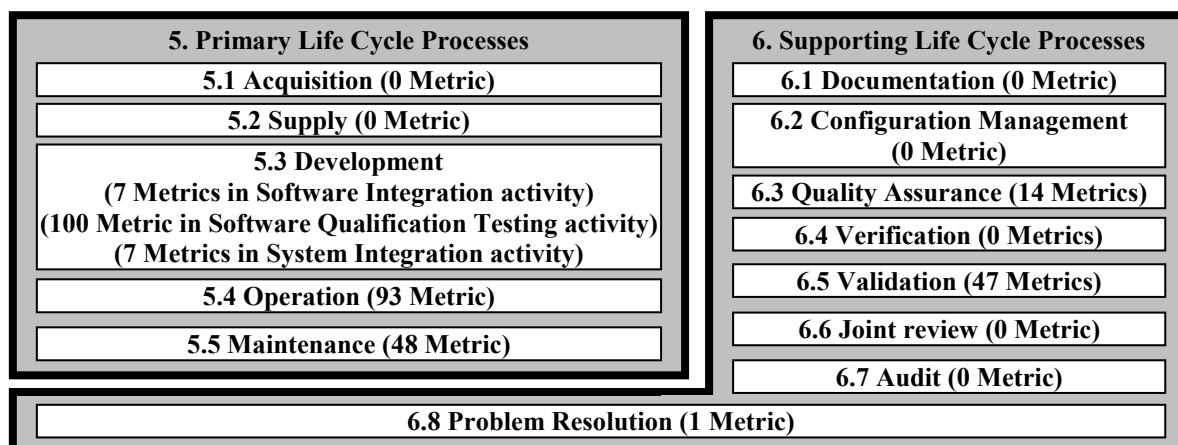 5. Primary Life Cycle Processes
5.1 Acquisition (0 Metric)
5.2 Supply (0 Metric)
5.3 Development
(7 Metrics in Software Integration activity)
(100 Metric in Software Qualification Testing activity)
(7 Metrics in System Integration activity)
5.4 Operation (93 Metric)
5.5 Maintenance (48 Metric)
6. Supporting Life Cycle Processes
6.1 Documentation (0 Metric)
6.2 Configuration Management
(0 Metric)
6.3 Quality Assurance (14 Metrics)
6.4 Verification (0 Metrics)
6.5 Validation (47 Metrics)
6.6 Joint review (0 Metric)
6.7 Audit (0 Metric)
6.8 Problem Resolution (1 Metric)